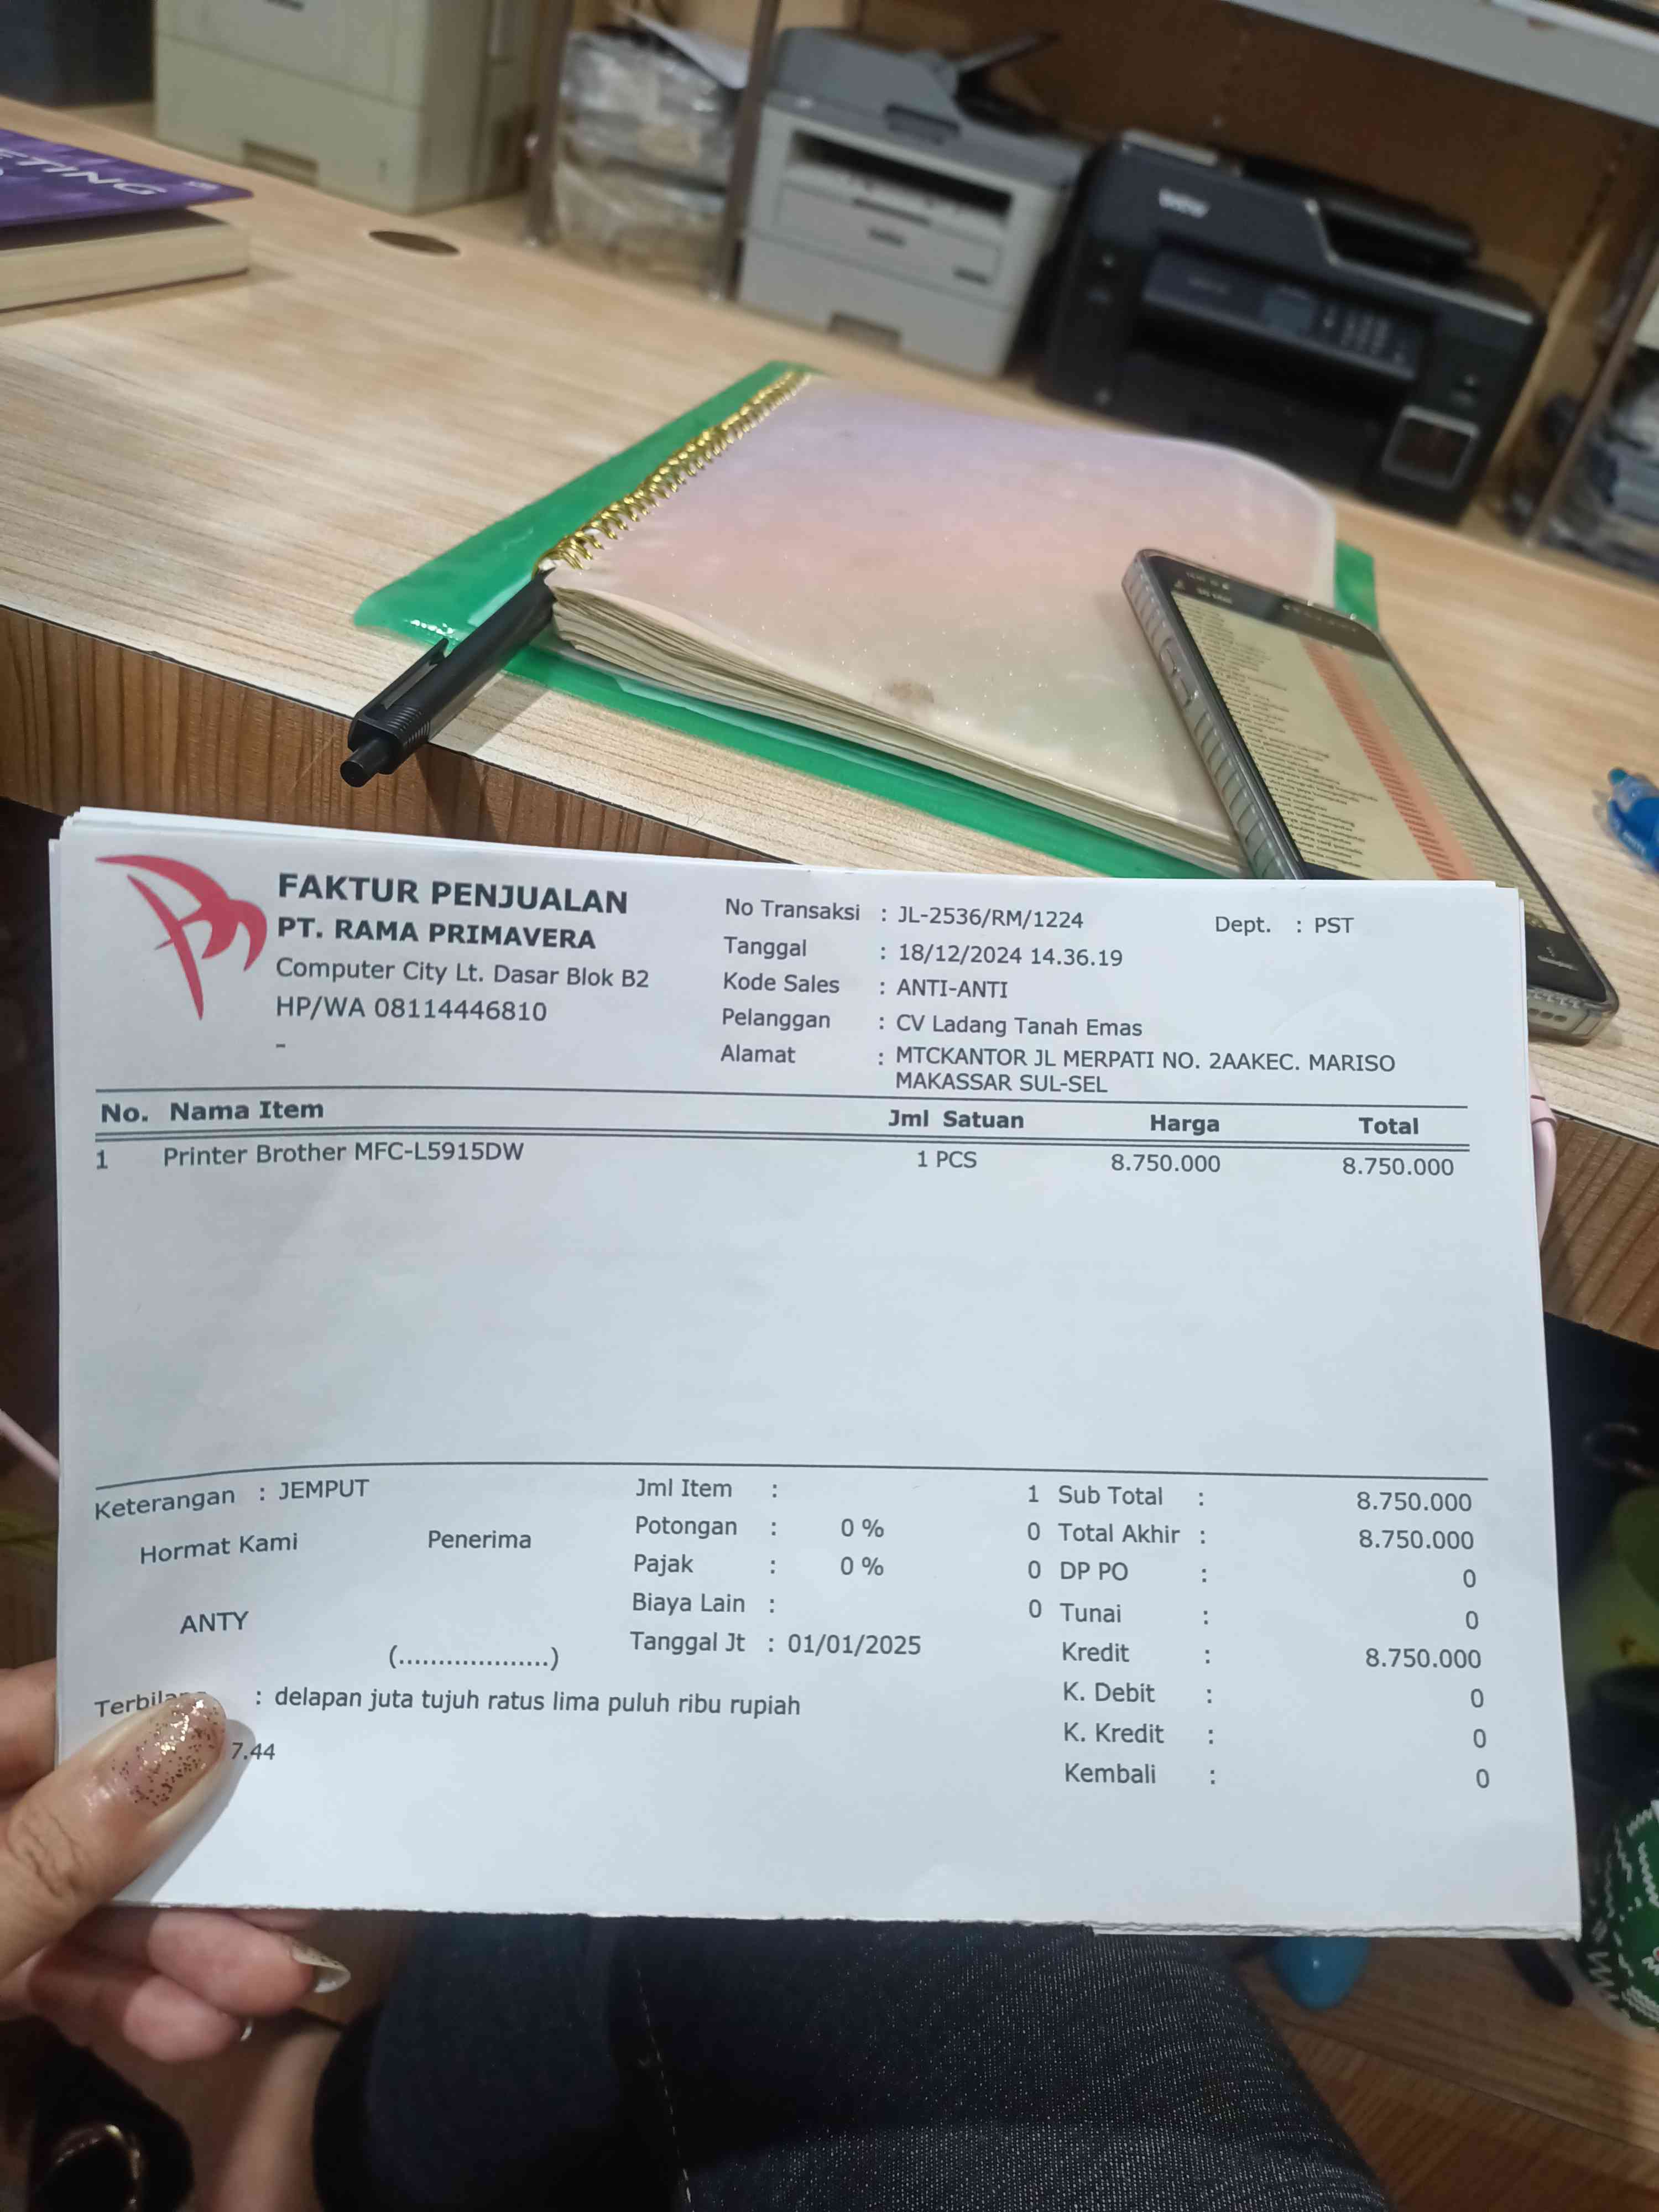 ETING
brother
FAKTUR PENJUALAN
PT. RAMA PRIMAVERA
Computer City Lt. Dasar Blok B2
HP/WA 08114446810
-
No Transaksi : JL-2536/RM/1224
Dept. : PST
Tanggal : 18/12/2024 14.36.19
Kode Sales : ANTI-ANTI
Pelanggan : CV Ladang Tanah Emas
Alamat : MTCKANTOR JL MERPATI NO. 2AAKEC. MARISO
MAKASSAR SUL-SEL
No. Nama Item Jml Satuan Harga Total
1 Printer Brother MFC-L5915DW 1 PCS 8.750.000 8.750.000
Keterangan : JEMPUT
Hormat Kami Penerima
ANTY
(...................)
Jml Item : 1
Potongan : 0 % 0
Pajak : 0 % 0
Biaya Lain : 0
Tanggal Jt : 01/01/2025
Sub Total : 8.750.000
Total Akhir : 8.750.000
DP PO : 0
Tunai : 0
Kredit : 8.750.000
K. Debit : 0
K. Kredit : 0
Kembali : 0
Terbilang : delapan juta tujuh ratus lima puluh ribu rupiah
7.44